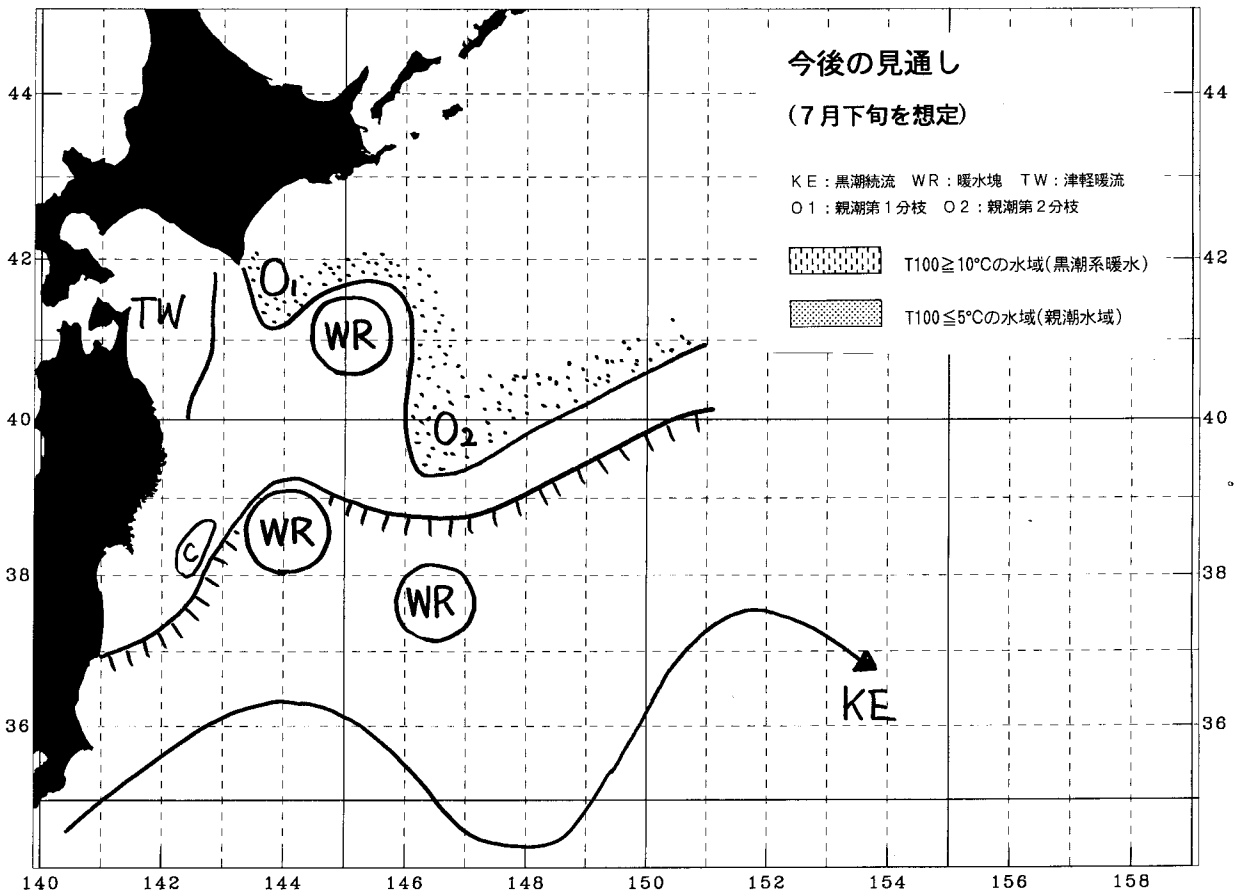 今後の見通し
(7月下旬を想定)
KE:黒潮続流 WR:暖水塊 TW:津軽暖流
O1:親潮第1分枝 O2:親潮第2分枝
T100≧10℃の水域(黒潮系暖水)
T100≦5℃の水域(親潮水域)
44
44
42
42
O₁
TW
WR
40
40
O₂
WR
C
38
38
WR
KE
36
36
140
142
144
146
148
150
152
154
156
158